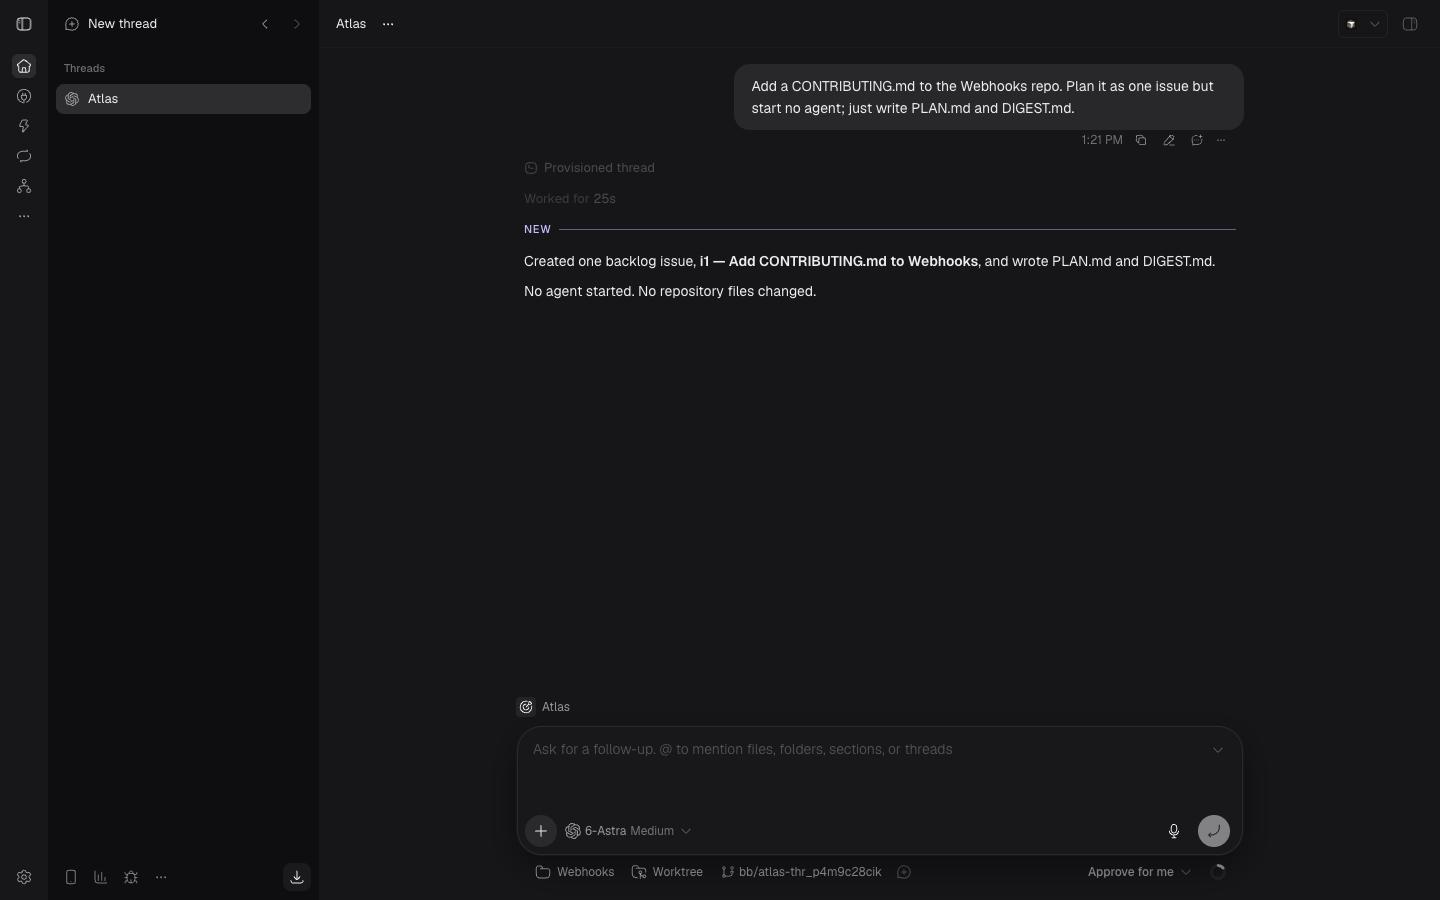 New thread
Threads
Atlas
Atlas
Add a CONTRIBUTING.md to the Webhooks repo. Plan it as one issue but
start no agent; just write PLAN.md and DIGEST.md.
1:21 PM
Provisioned thread
Worked for 25s
NEW
Created one backlog issue, i1 — Add CONTRIBUTING.md to Webhooks, and wrote PLAN.md and DIGEST.md.
No agent started. No repository files changed.
Atlas
Ask for a follow-up. @ to mention files, folders, sections, or threads
6-Astra Medium
Webhooks Worktree bb/atlas-thr_p4m9c28cik Approve for me